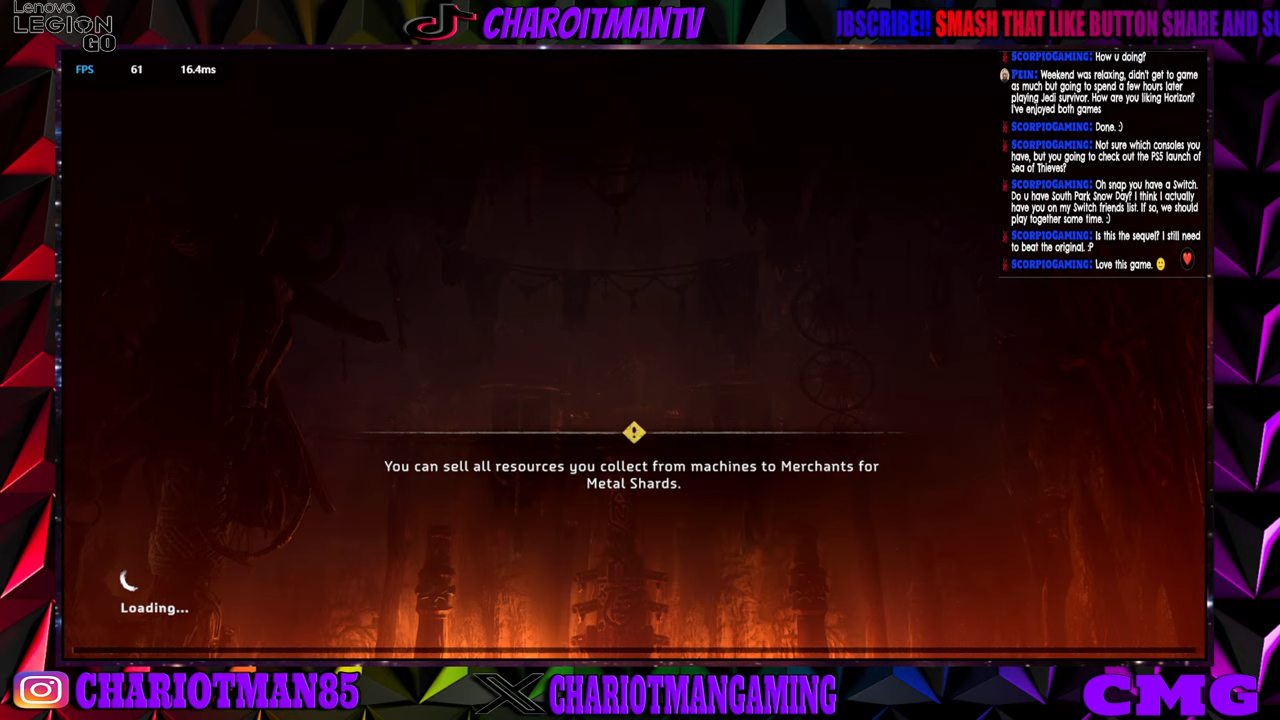 Lenovo
LEGION
GO
CHAROITMANTV
SMASH THAT LIKE BUTTON SHARE AND
FPS 61 16.4ms
SCORPIOGAMING: How u doing?
PEIN: Weekend was relaxing, didn't get to game
as much but going to spend a few hours later
playing Jedi survivor. How are you liking Horizon?
I've enjoyed both games
SCORPIOGAMING: Done. :)
SCORPIOGAMING: Not sure which consoles you
have, but you going to check out the PS5 launch of
Sea of Thieves?
SCORPIOGAMING: Oh snap you have a Switch.
Do u have South Park Snow Day? I think I actually
have you on my Switch friends list. If so, we should
play together some time. :)
SCORPIOGAMING: Is this the sequel? I still need
to beat the original. :P
SCORPIOGAMING: Love this game. 🙂
You can sell all resources you collect from machines to Merchants for
Metal Shards.
Loading...
CHARIOTMAN85
X CHARIOTMANGAMING
CMG